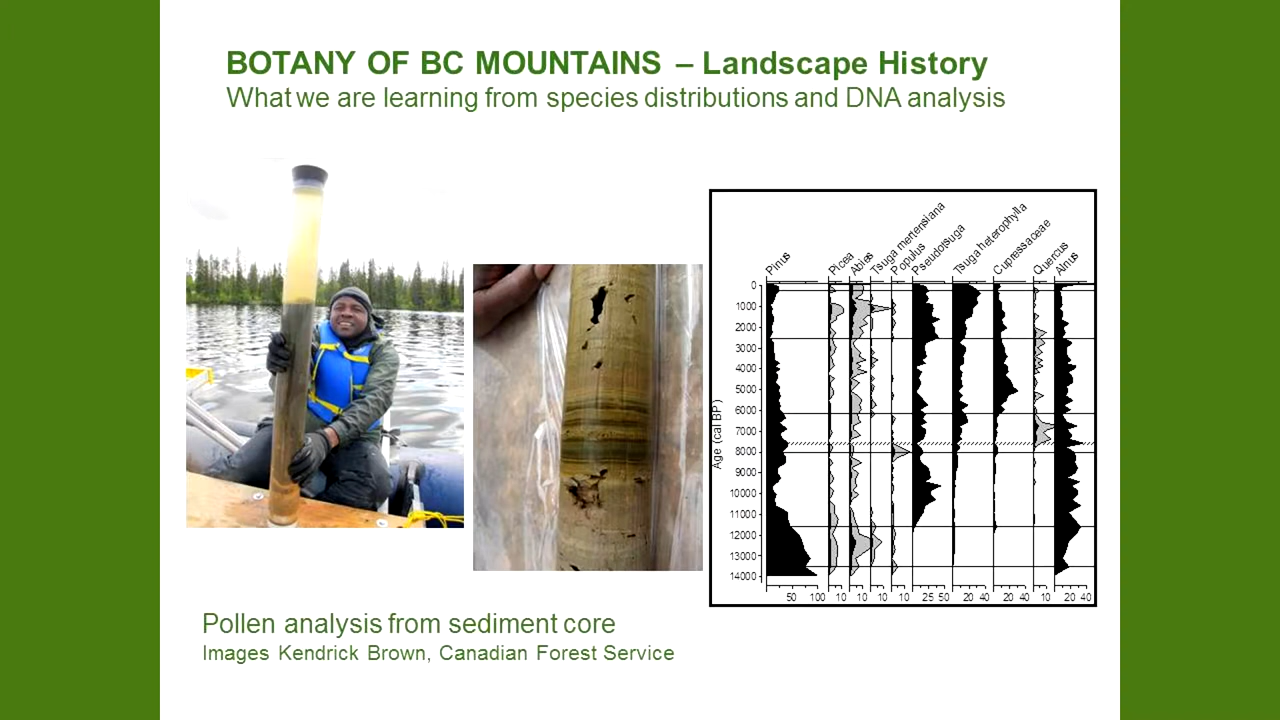 BOTANY OF BC MOUNTAINS – Landscape History
What we are learning from species distributions and DNA analysis
Pinus
Picea
Abies
Tsuga mertensiana
Populus
Pseudotsuga
Tsuga heterophylla
Cupressaceae
Quercus
Alnus
Age (cal BP)
0
1000
2000
3000
4000
5000
6000
7000
8000
9000
10000
11000
12000
13000
14000
50 100 10 10 10 10 25 50 20 40 20 40 10 20 40
Pollen analysis from sediment core
Images Kendrick Brown, Canadian Forest Service